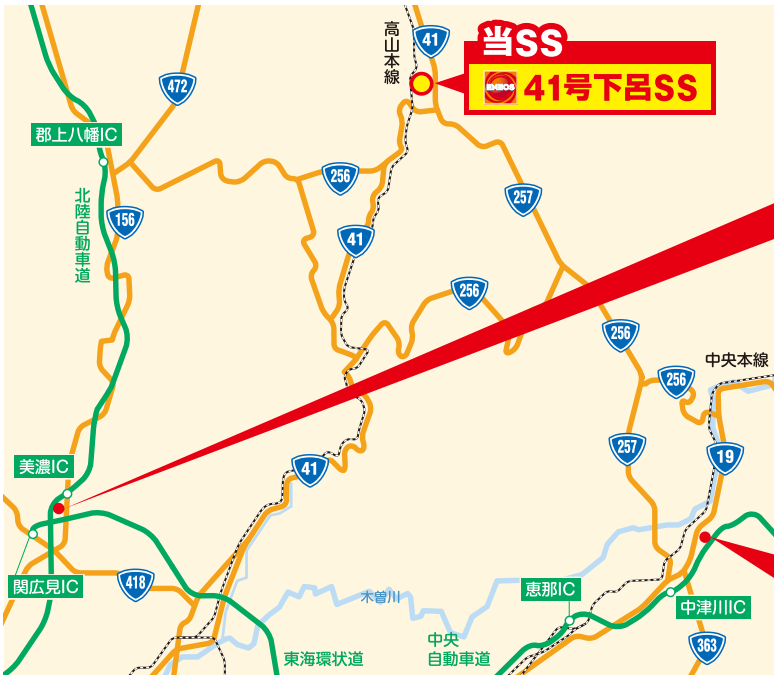 高山本線
41
当SS
ENEOS
41号下呂SS
472
郡上八幡IC
256
257
北陸自動車道
156
41
256
256
中央本線
256
257
美濃IC
41
19
関広見IC
418
木曽川
恵那IC
中津川IC
東海環状道
中央
自動車道
363